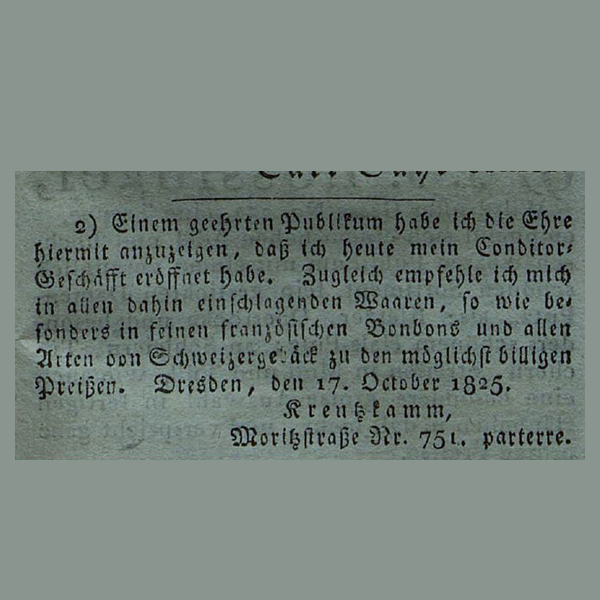 2) Einem geehrten Publikum habe ich die Ehre
hiermit anzuzeigen, daß ich heute mein Conditor-
Geschäfft eröffnet habe. Zugleich empfehle ich mich
in allen dahin einschlagenden Waaren, so wie be-
sonders in feinen französischen Bonbons und allen
Arten von Schweizergebäck zu den möglichst billigen
Preißen. Dresden, den 17. October 1825.
Kreutzkamm,
Moritzstraße Nr. 751. parterre.